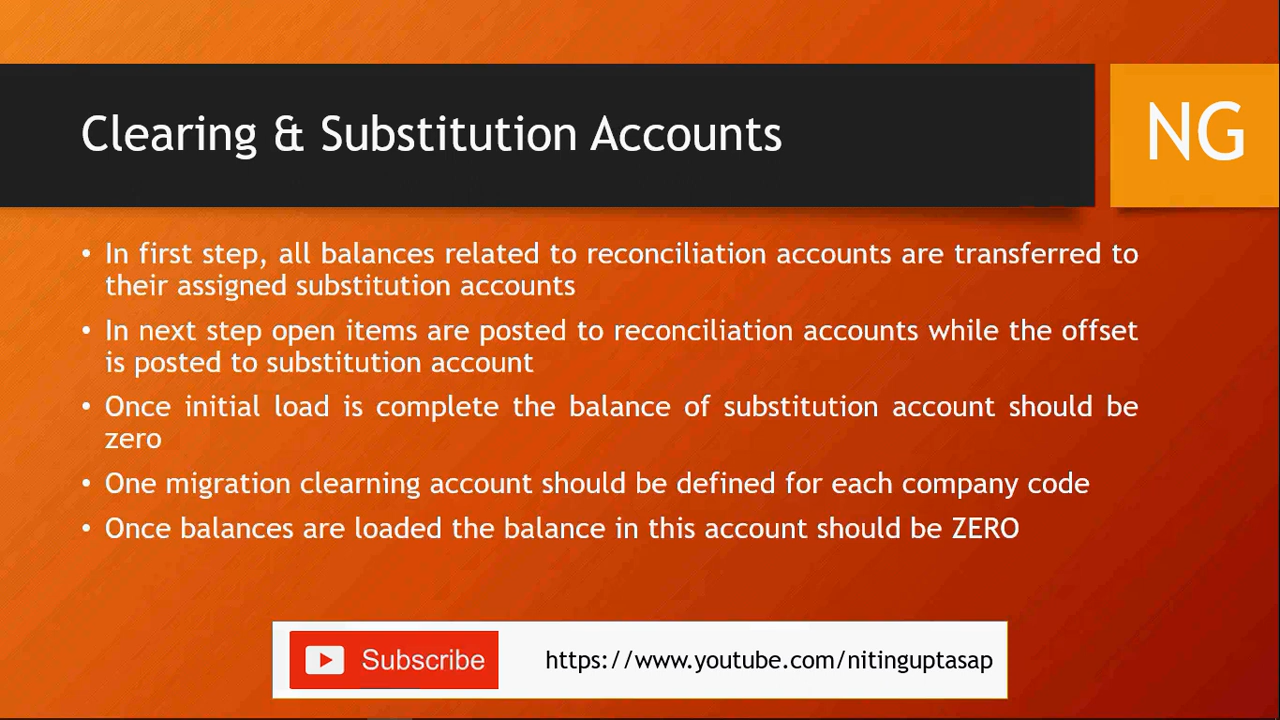 Clearing & Substitution Accounts
NG
• In first step, all balances related to reconciliation accounts are transferred to
their assigned substitution accounts
• In next step open items are posted to reconciliation accounts while the offset
is posted to substitution account
• Once initial load is complete the balance of substitution account should be
zero
• One migration clearning account should be defined for each company code
• Once balances are loaded the balance in this account should be ZERO
Subscribe
https://www.youtube.com/nitinguptasap